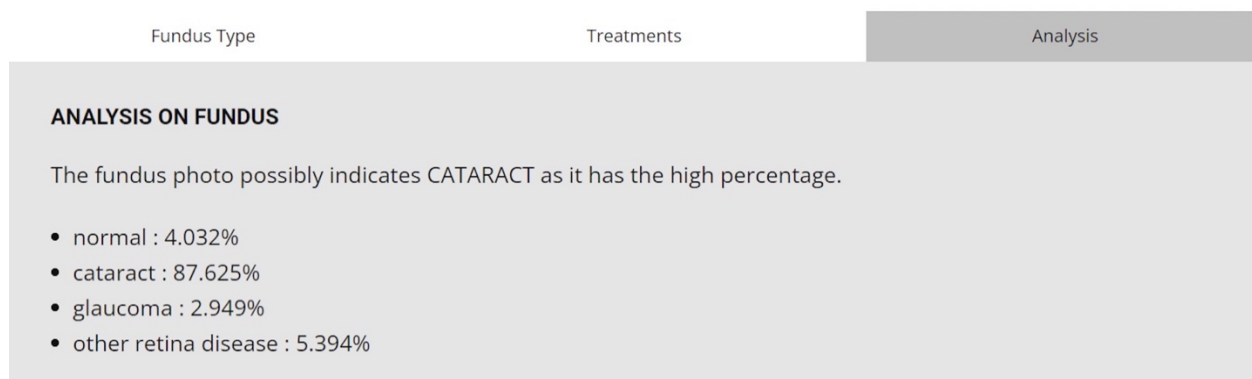 Fundus Type
Treatments
Analysis
ANALYSIS ON FUNDUS
The fundus photo possibly indicates CATARACT as it has the high percentage.
• normal : 4.032%
• cataract : 87.625%
• glaucoma : 2.949%
• other retina disease : 5.394%